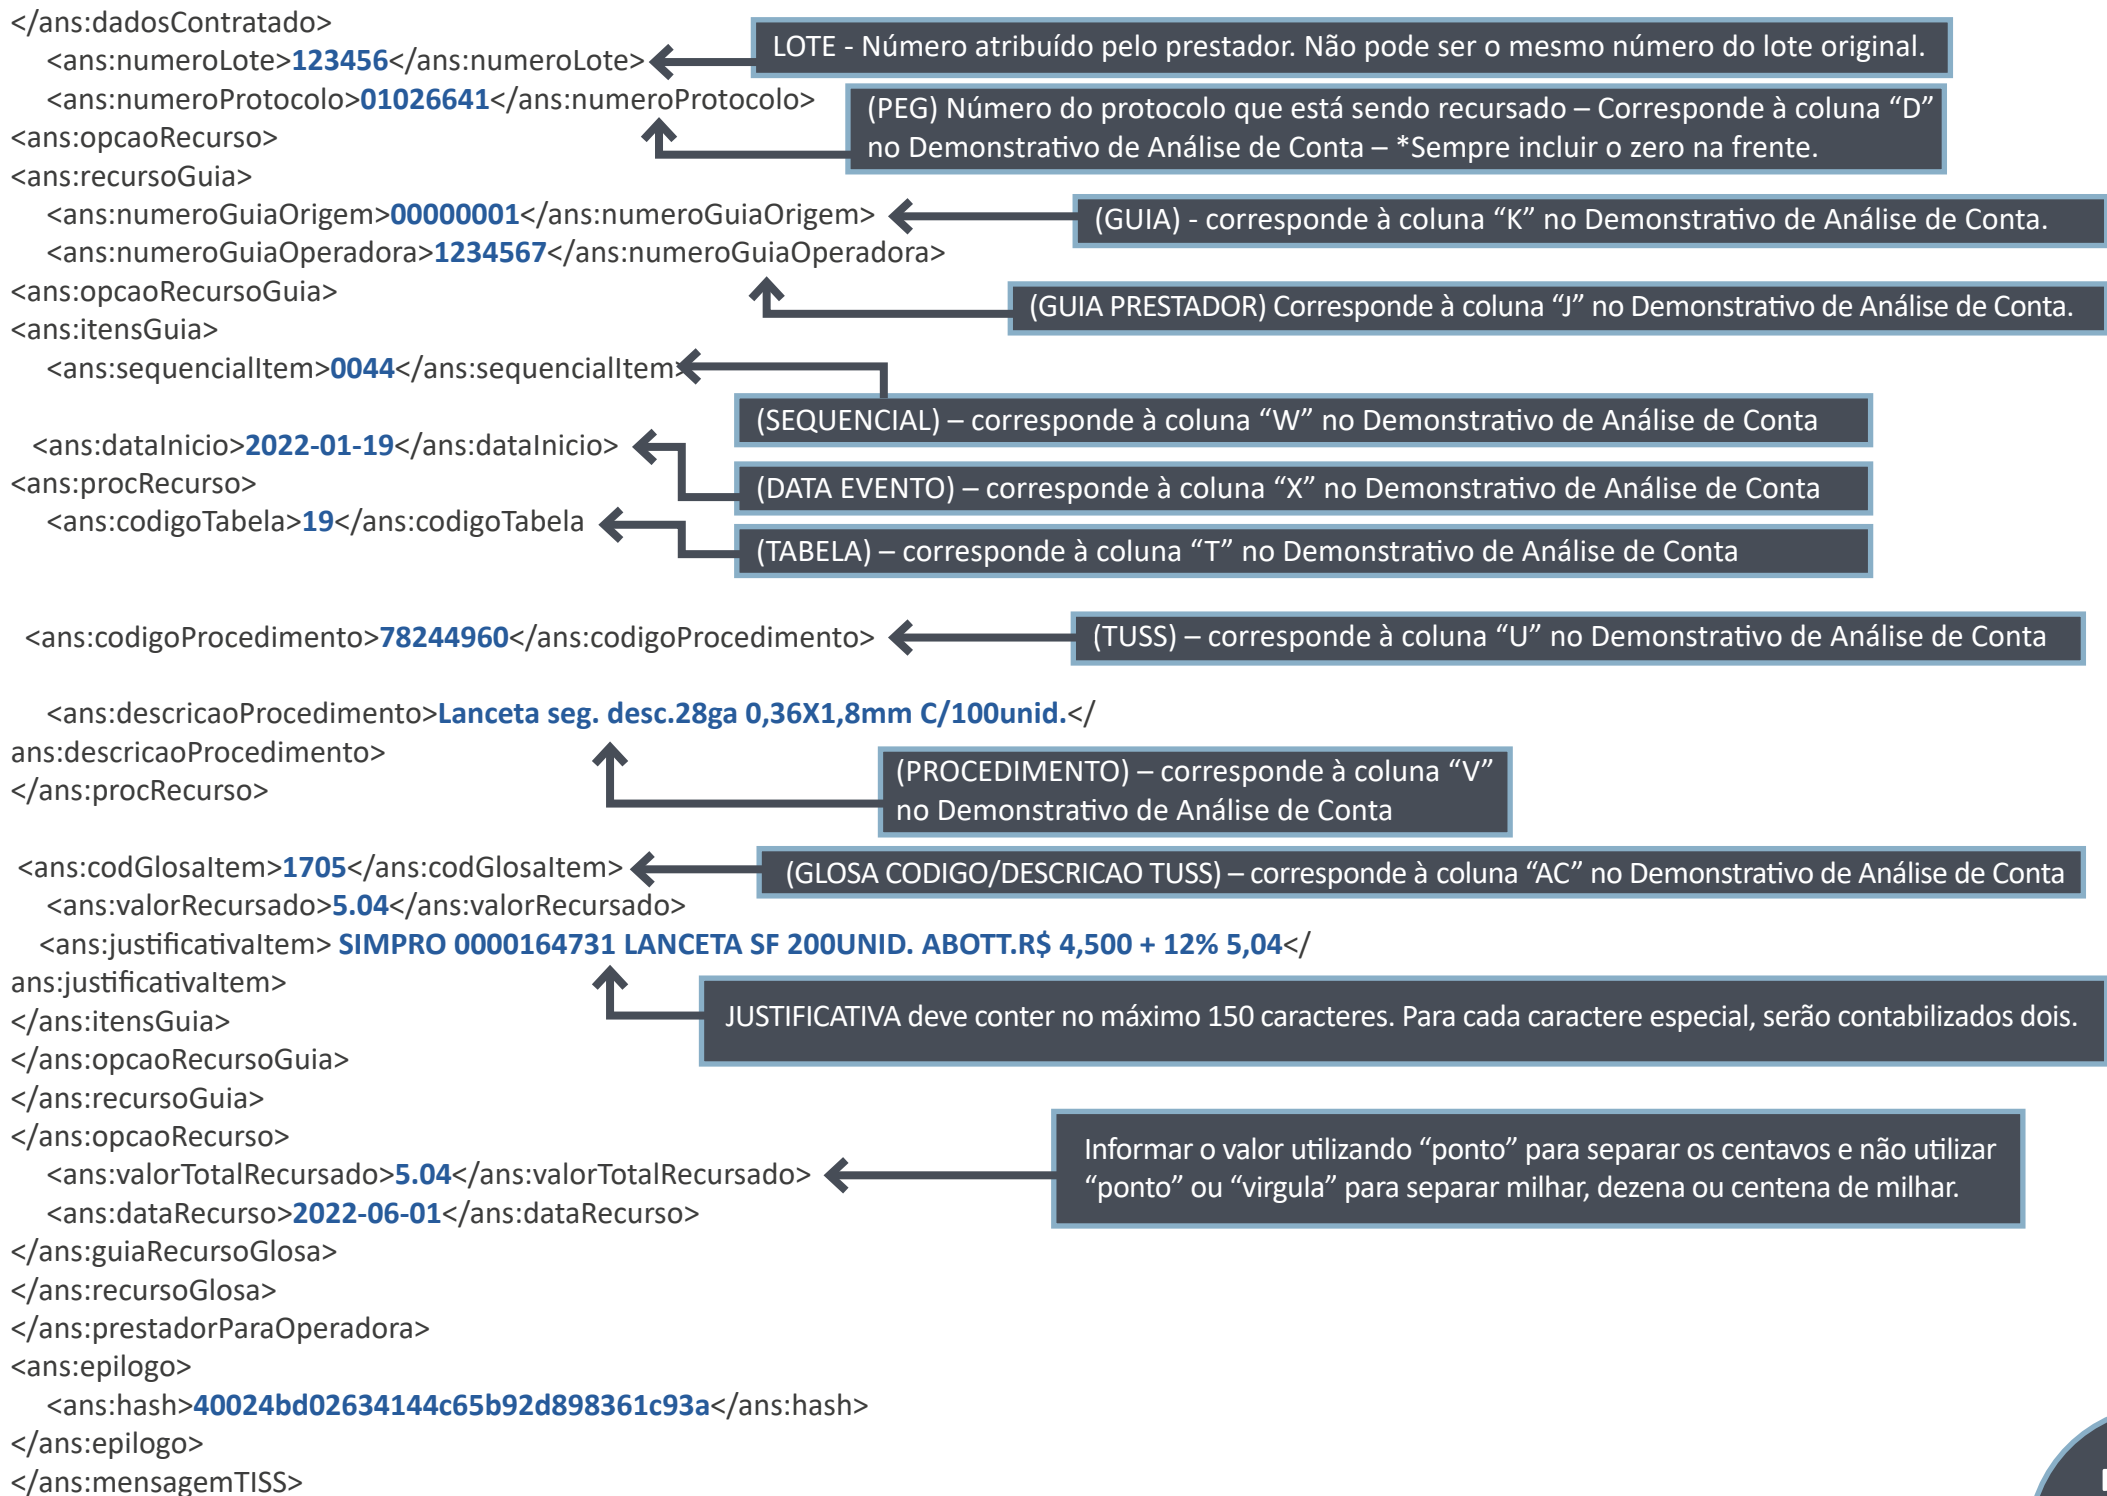 </ans:dadosContratado>
<ans:numeroLote>123456</ans:numeroLote>
LOTE - Número atribuído pelo prestador. Não pode ser o mesmo número do lote original.
<ans:numeroProtocolo>01026641</ans:numeroProtocolo>
(PEG) Número do protocolo que está sendo recursado – Corresponde à coluna “D”
no Demonstrativo de Análise de Conta – *Sempre incluir o zero na frente.
<ans:opcaoRecurso>
<ans:recursoGuia>
<ans:numeroGuiaOrigem>00000001</ans:numeroGuiaOrigem>
(GUIA) - corresponde à coluna “K” no Demonstrativo de Análise de Conta.
<ans:numeroGuiaOperadora>1234567</ans:numeroGuiaOperadora>
(GUIA PRESTADOR) Corresponde à coluna “J” no Demonstrativo de Análise de Conta.
<ans:opcaoRecursoGuia>
<ans:itensGuia>
<ans:sequencialItem>0044</ans:sequencialItem>
(SEQUENCIAL) – corresponde à coluna “W” no Demonstrativo de Análise de Conta
<ans:dataInicio>2022-01-19</ans:dataInicio>
(DATA EVENTO) – corresponde à coluna “X” no Demonstrativo de Análise de Conta
<ans:procRecurso>
<ans:codigoTabela>19</ans:codigoTabela
(TABELA) – corresponde à coluna “T” no Demonstrativo de Análise de Conta
<ans:codigoProcedimento>78244960</ans:codigoProcedimento>
(TUSS) – corresponde à coluna “U” no Demonstrativo de Análise de Conta
<ans:descricaoProcedimento>Lanceta seg. desc.28ga 0,36X1,8mm C/100unid.</
ans:descricaoProcedimento>
(PROCEDIMENTO) – corresponde à coluna “V”
no Demonstrativo de Análise de Conta
</ans:procRecurso>
<ans:codGlosaItem>1705</ans:codGlosaItem>
(GLOSA CODIGO/DESCRICAO TUSS) – corresponde à coluna “AC” no Demonstrativo de Análise de Conta
<ans:valorRecursado>5.04</ans:valorRecursado>
<ans:justificativaItem> SIMPRO 0000164731 LANCETA SF 200UNID. ABOTT.R$ 4,500 + 12% 5,04</
ans:justificativaItem>
JUSTIFICATIVA deve conter no máximo 150 caracteres. Para cada caractere especial, serão contabilizados dois.
</ans:itensGuia>
</ans:opcaoRecursoGuia>
</ans:recursoGuia>
</ans:opcaoRecurso>
<ans:valorTotalRecursado>5.04</ans:valorTotalRecursado>
Informar o valor utilizando “ponto” para separar os centavos e não utilizar
“ponto” ou “virgula” para separar milhar, dezena ou centena de milhar.
<ans:dataRecurso>2022-06-01</ans:dataRecurso>
</ans:guiaRecursoGlosa>
</ans:recursoGlosa>
</ans:prestadorParaOperadora>
<ans:epilogo>
<ans:hash>40024bd02634144c65b92d898361c93a</ans:hash>
</ans:epilogo>
</ans:mensagemTISS>